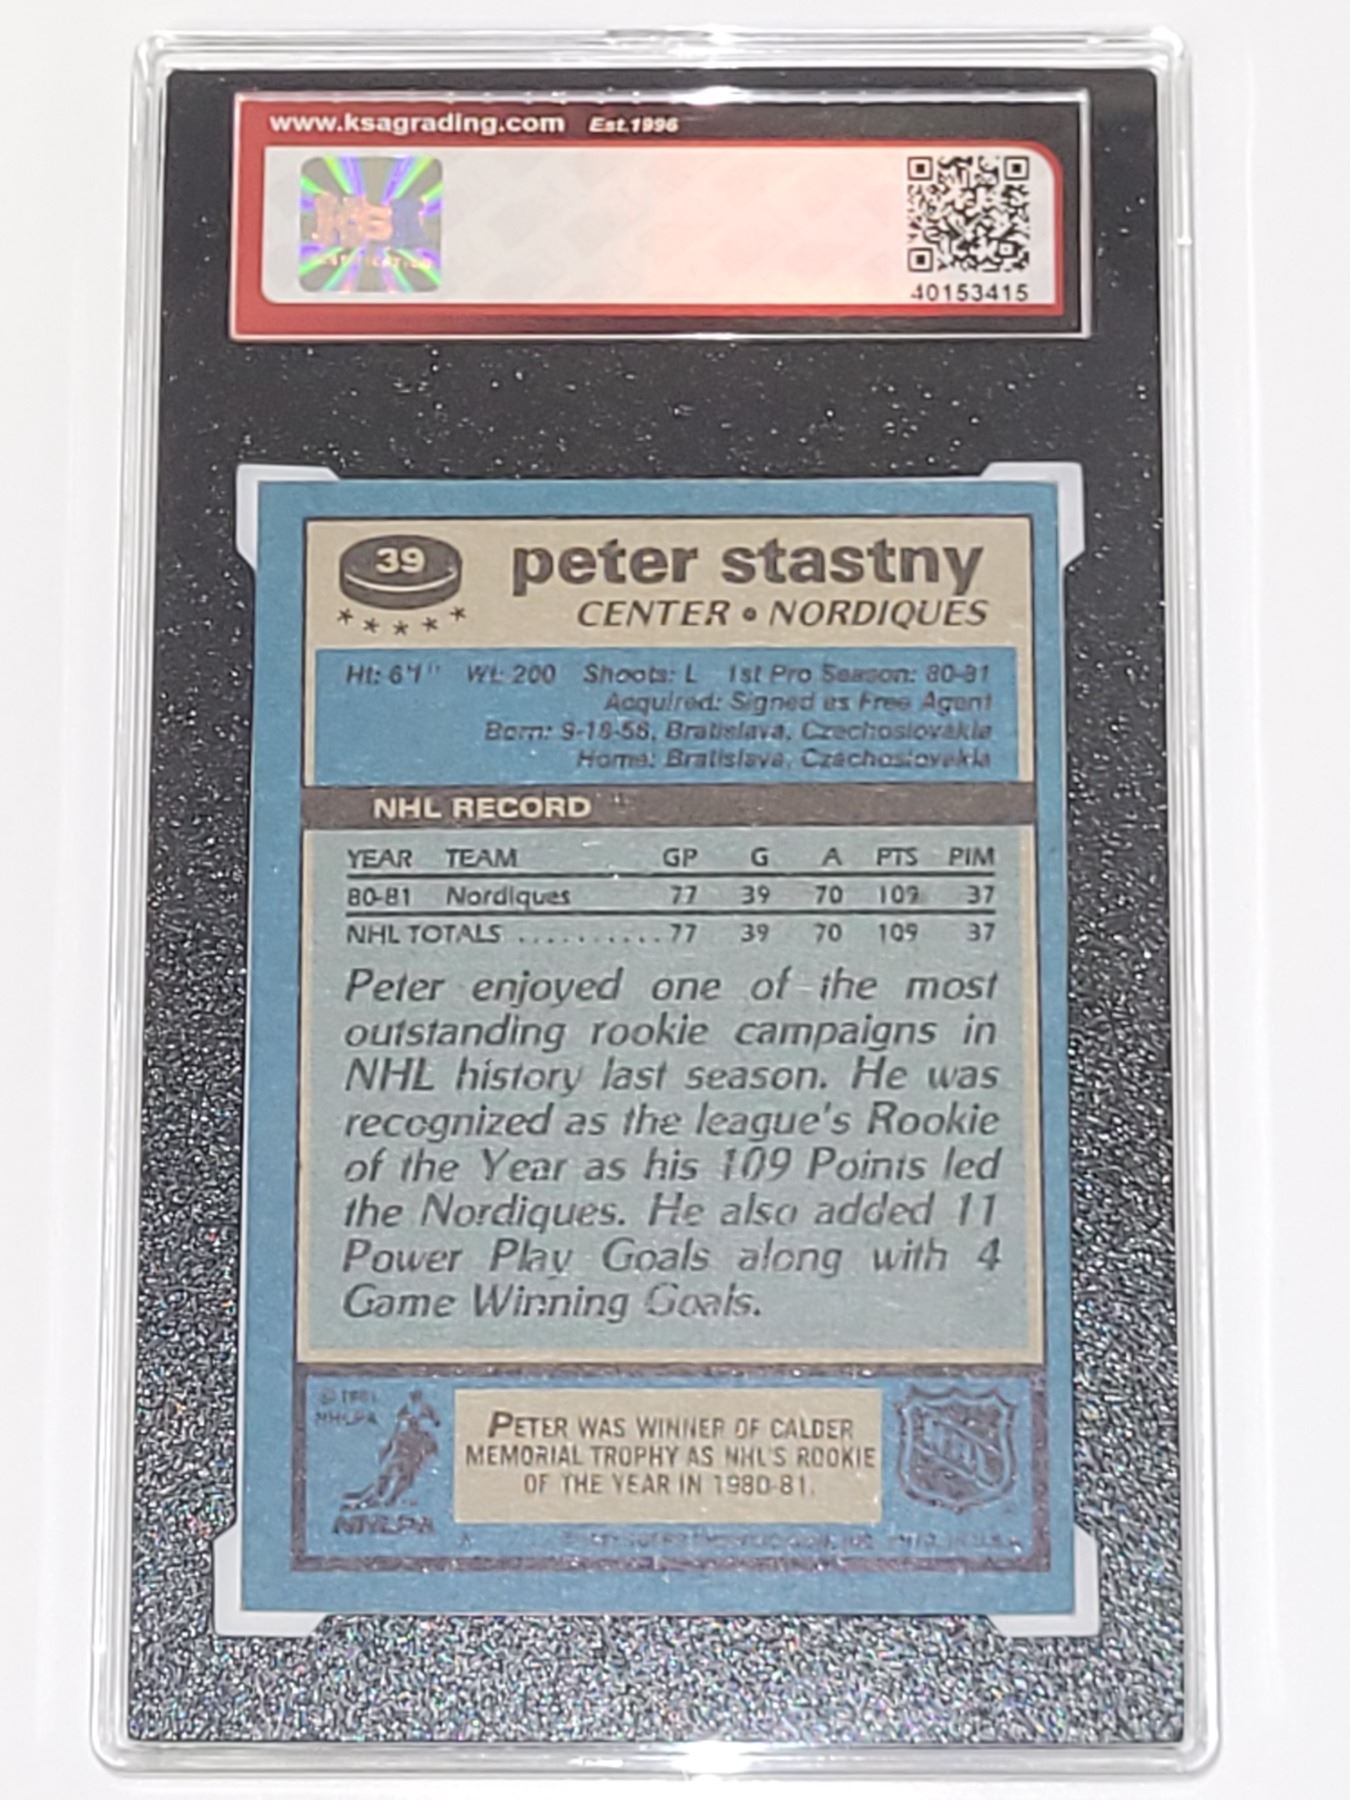 www.ksagrading.com Est.1996
KSA
40153415
39 peter stastny
CENTER • NORDIQUES
Ht: 6'1" Wt: 200 Shoots: L 1st Pro Season: 80-81
Acquired: Signed as Free Agent
Born: 9-18-56, Bratislava, Czechoslovakia
Home: Bratislava, Czechoslovakia
NHL RECORD
YEAR TEAM GP G A PTS PIM
80-81 Nordiques 77 39 70 109 37
NHL TOTALS .......... 77 39 70 109 37
Peter enjoyed one of the most
outstanding rookie campaigns in
NHL history last season. He was
recognized as the league's Rookie
of the Year as his 109 Points led
the Nordiques. He also added 11
Power Play Goals along with 4
Game Winning Goals.
© 1981
NHLPA
PETER WAS WINNER OF CALDER
MEMORIAL TROPHY AS NHL'S ROOKIE
OF THE YEAR IN 1980-81.
NHL
NHLPA